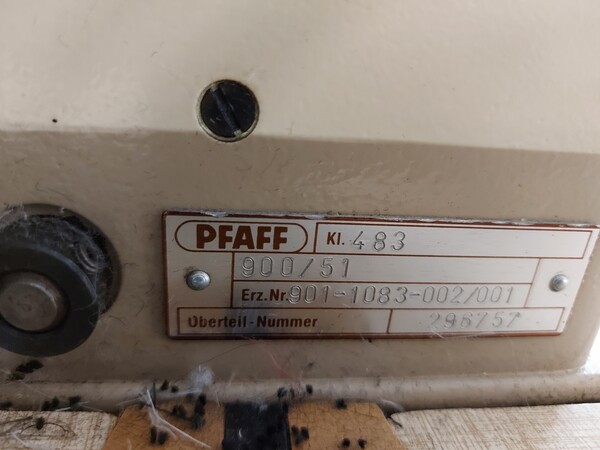 PFAFF Kl. 483
900/51
Erz.Nr. 901-1083-002/001
Oberteil-Nummer 296757